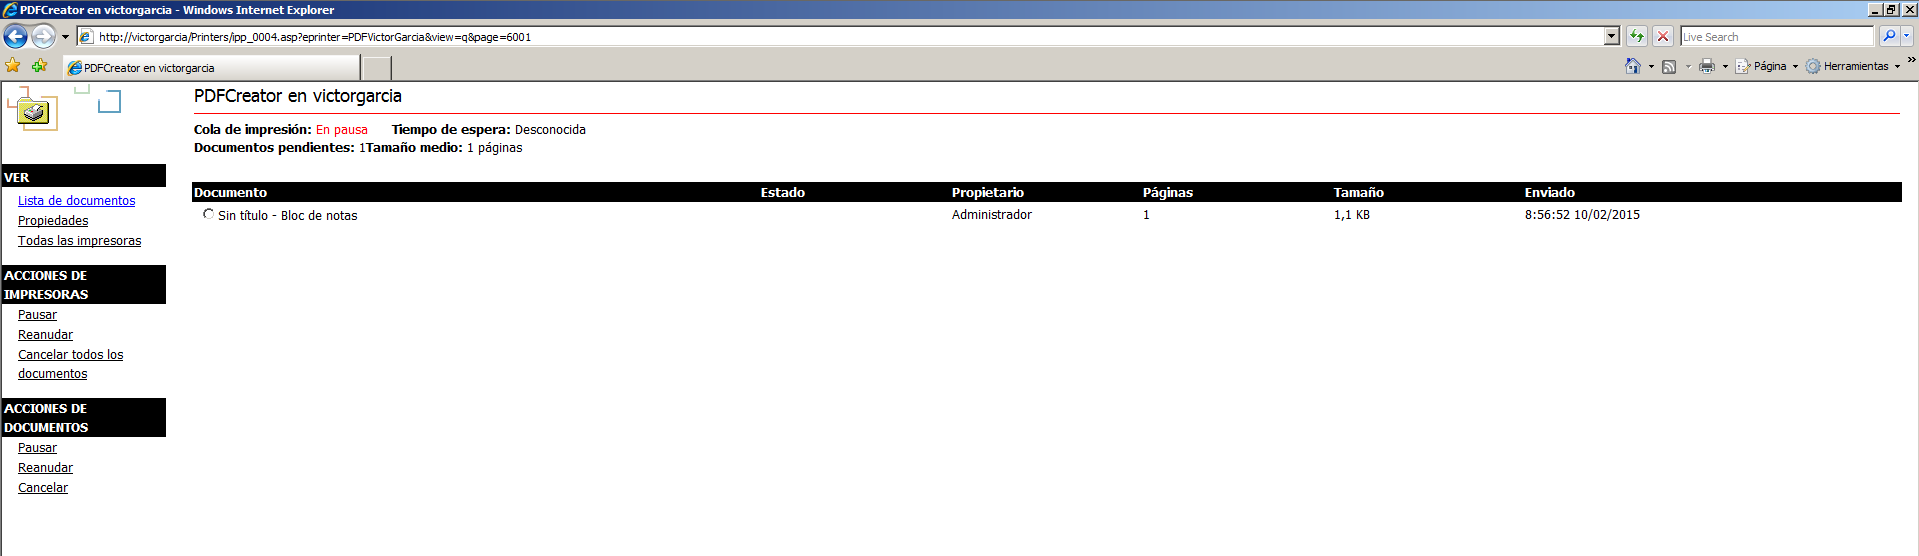 PDFCreator en victorgarcia - Windows Internet Explorer
http://victorgarcia/Printers/ipp_0004.asp?eprinter=PDFVictorGarcia&view=q&page=6001
Live Search
PDFCreator en victorgarcia
Página
Herramientas
PDFCreator en victorgarcia
Cola de impresión: En pausa Tiempo de espera: Desconocida
Documentos pendientes: 1Tamaño medio: 1 páginas
VER
Lista de documentos
Propiedades
Todas las impresoras
ACCIONES DE
IMPRESORAS
Pausar
Reanudar
Cancelar todos los
documentos
ACCIONES DE
DOCUMENTOS
Pausar
Reanudar
Cancelar
Documento Estado Propietario Páginas Tamaño Enviado
Sin título - Bloc de notas Administrador 1 1,1 KB 8:56:52 10/02/2015